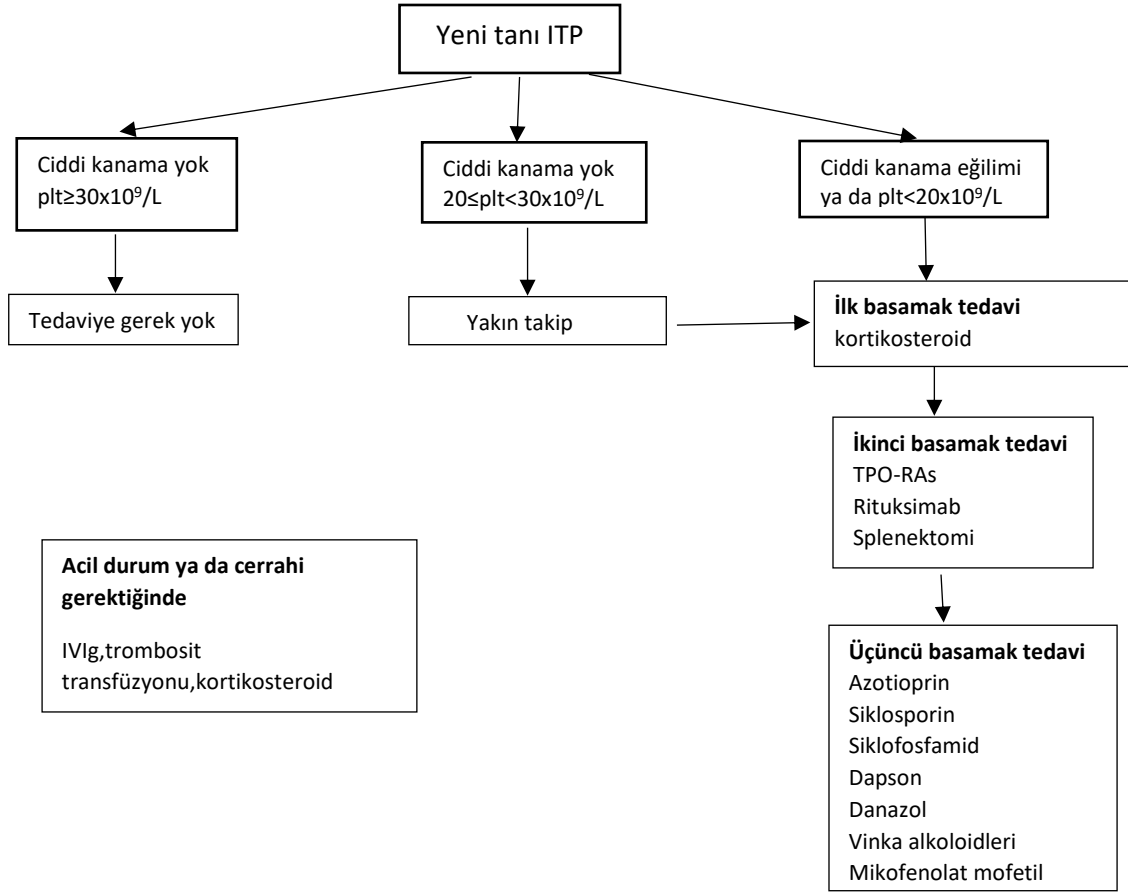 Yeni tanı ITP
Ciddi kanama yok
plt≥30x10⁹/L
Ciddi kanama yok
20≤plt<30x10⁹/L
Ciddi kanama eğilimi
ya da plt<20x10⁹/L
Tedaviye gerek yok
Yakın takip
İlk basamak tedavi
kortikosteroid
İkinci basamak tedavi
TPO-RAs
Rituksimab
Splenektomi
Acil durum ya da cerrahi
gerektiğinde
IVIg,trombosit
transfüzyonu,kortikosteroid
Üçüncü basamak tedavi
Azotioprin
Siklosporin
Siklofosfamid
Dapson
Danazol
Vinka alkoloidleri
Mikofenolat mofetil